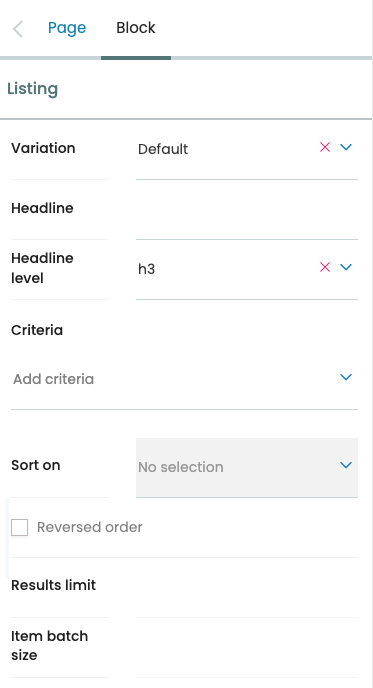 Page Block
Listing
Variation Default
Headline
Headline level h3
Criteria
Add criteria
Sort on No selection
Reversed order
Results limit
Item batch
size